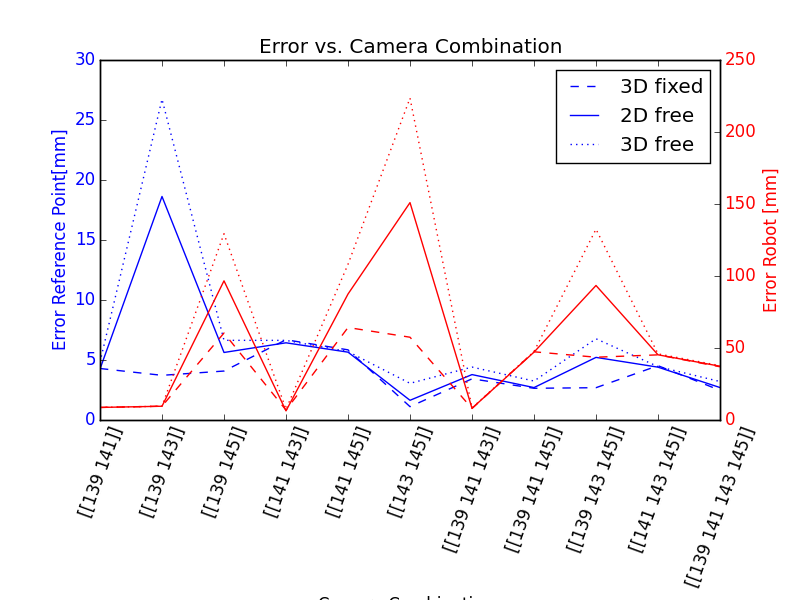 Error vs. Camera Combination
30
25
20
15
10
5
0
Error Reference Point[mm]
250
200
150
100
50
0
Error Robot [mm]
3D fixed
2D free
3D free
[[139 141]]
[[139 143]]
[[139 145]]
[[141 143]]
[[141 145]]
[[143 145]]
[[139 141 143]]
[[139 141 145]]
[[139 143 145]]
[[141 143 145]]
[[139 141 143 145]]
Camera Combination